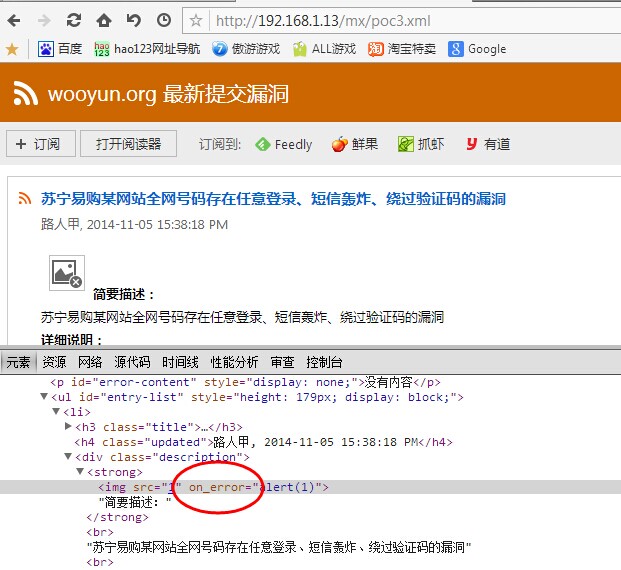 http://192.168.1.13/mx/poc3.xml
百度 hao123网址导航 傲游游戏 ALL游戏 淘宝特卖 Google
wooyun.org 最新提交漏洞
+ 订阅 打开阅读器 订阅到: Feedly 鲜果 抓虾 有道
苏宁易购某网站全网号码存在任意登录、短信轰炸、绕过验证码的漏洞
路人甲, 2014-11-05 15:38:18 PM
简要描述：
苏宁易购某网站全网号码存在任意登录、短信轰炸、绕过验证码的漏洞
详细说明：
元素 资源 网络 源代码 时间线 性能分析 审查 控制台
<p id="error-content" style="display: none;">没有内容</p>
▼<ul id="entry-list" style="height: 179px; display: block;">
▼<li>
▶<h3 class="title">…</h3>
<h4 class="updated">路人甲, 2014-11-05 15:38:18 PM</h4>
▼<div class="description">
▼<strong>
<img src="1" on_error="alert(1)">
"简要描述："
</strong>
<br>
"苏宁易购某网站全网号码存在任意登录、短信轰炸、绕过验证码的漏洞"
<br>